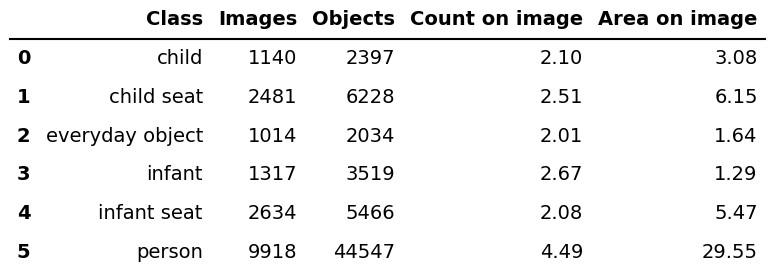 Class Images Objects Count on image Area on image
0 child 1140 2397 2.10 3.08
1 child seat 2481 6228 2.51 6.15
2 everyday object 1014 2034 2.01 1.64
3 infant 1317 3519 2.67 1.29
4 infant seat 2634 5466 2.08 5.47
5 person 9918 44547 4.49 29.55